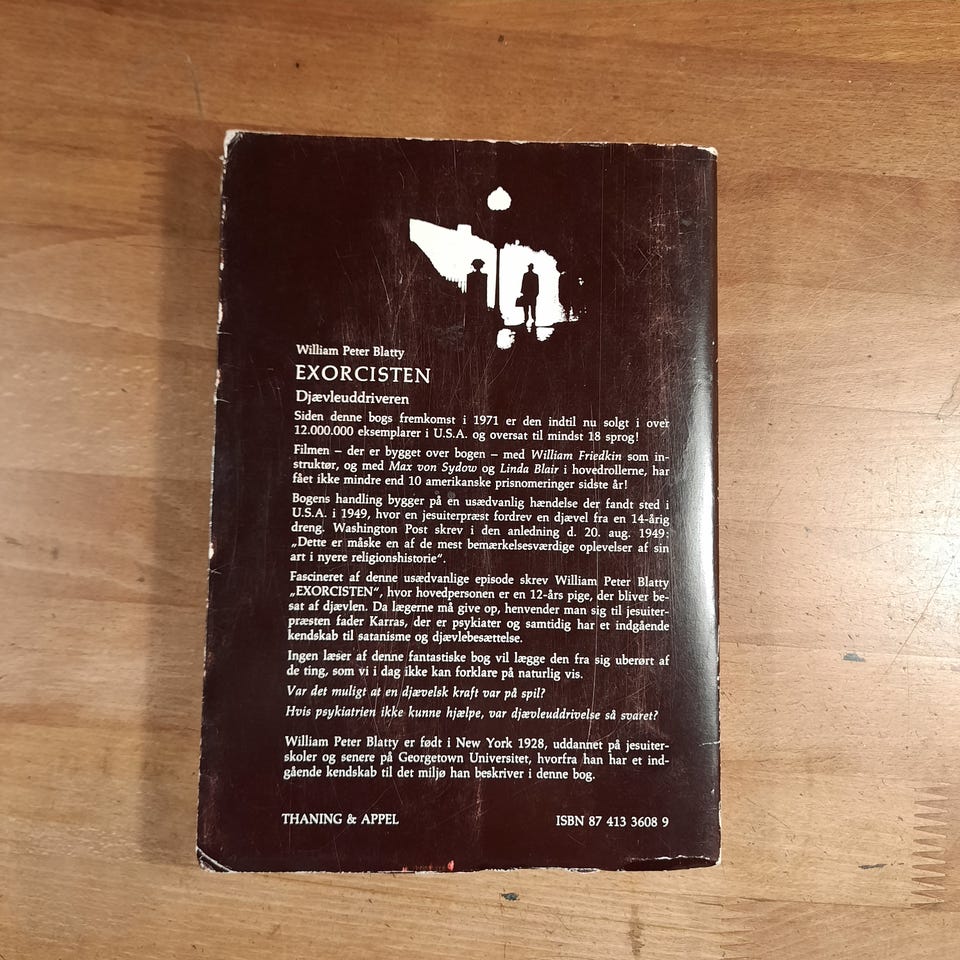 William Peter Blatty
EXORCISTEN
Djævleuddriveren
Siden denne bogs fremkomst i 1971 er den indtil nu solgt i over
12.000.000 eksemplarer i U.S.A. og oversat til mindst 18 sprog!
Filmen – der er bygget over bogen – med William Friedkin som in-
struktør, og med Max von Sydow og Linda Blair i hovedrollerne, har
fået ikke mindre end 10 amerikanske prisnomeringer sidste år!
Bogens handling bygger på en usædvanlig hændelse der fandt sted i
U.S.A. i 1949, hvor en jesuiterpræst fordrev en djævel fra en 14-årig
dreng. Washington Post skrev i den anledning d. 20. aug. 1949:
„Dette er måske en af de mest bemærkelsesværdige oplevelser af sin
art i nyere religionshistorie“.
Fascineret af denne usædvanlige episode skrev William Peter Blatty
„EXORCISTEN“, hvor hovedpersonen er en 12-års pige, der bliver be-
sat af djævlen. Da lægerne må give op, henvender man sig til jesuiter-
præsten fader Karras, der er psykiater og samtidig har et indgående
kendskab til satanisme og djævlebesættelse.
Ingen læser af denne fantastiske bog vil lægge den fra sig uberørt af
de ting, som vi i dag ikke kan forklare på naturlig vis.
Var det muligt at en djævelsk kraft var på spil?
Hvis psykiatrien ikke kunne hjælpe, var djævleuddrivelse så svaret?
William Peter Blatty er født i New York 1928, uddannet på jesuiter-
skoler og senere på Georgetown Universitet, hvorfra han har et ind-
gående kendskab til det miljø han beskriver i denne bog.
THANING & APPEL
ISBN 87 413 3608 9